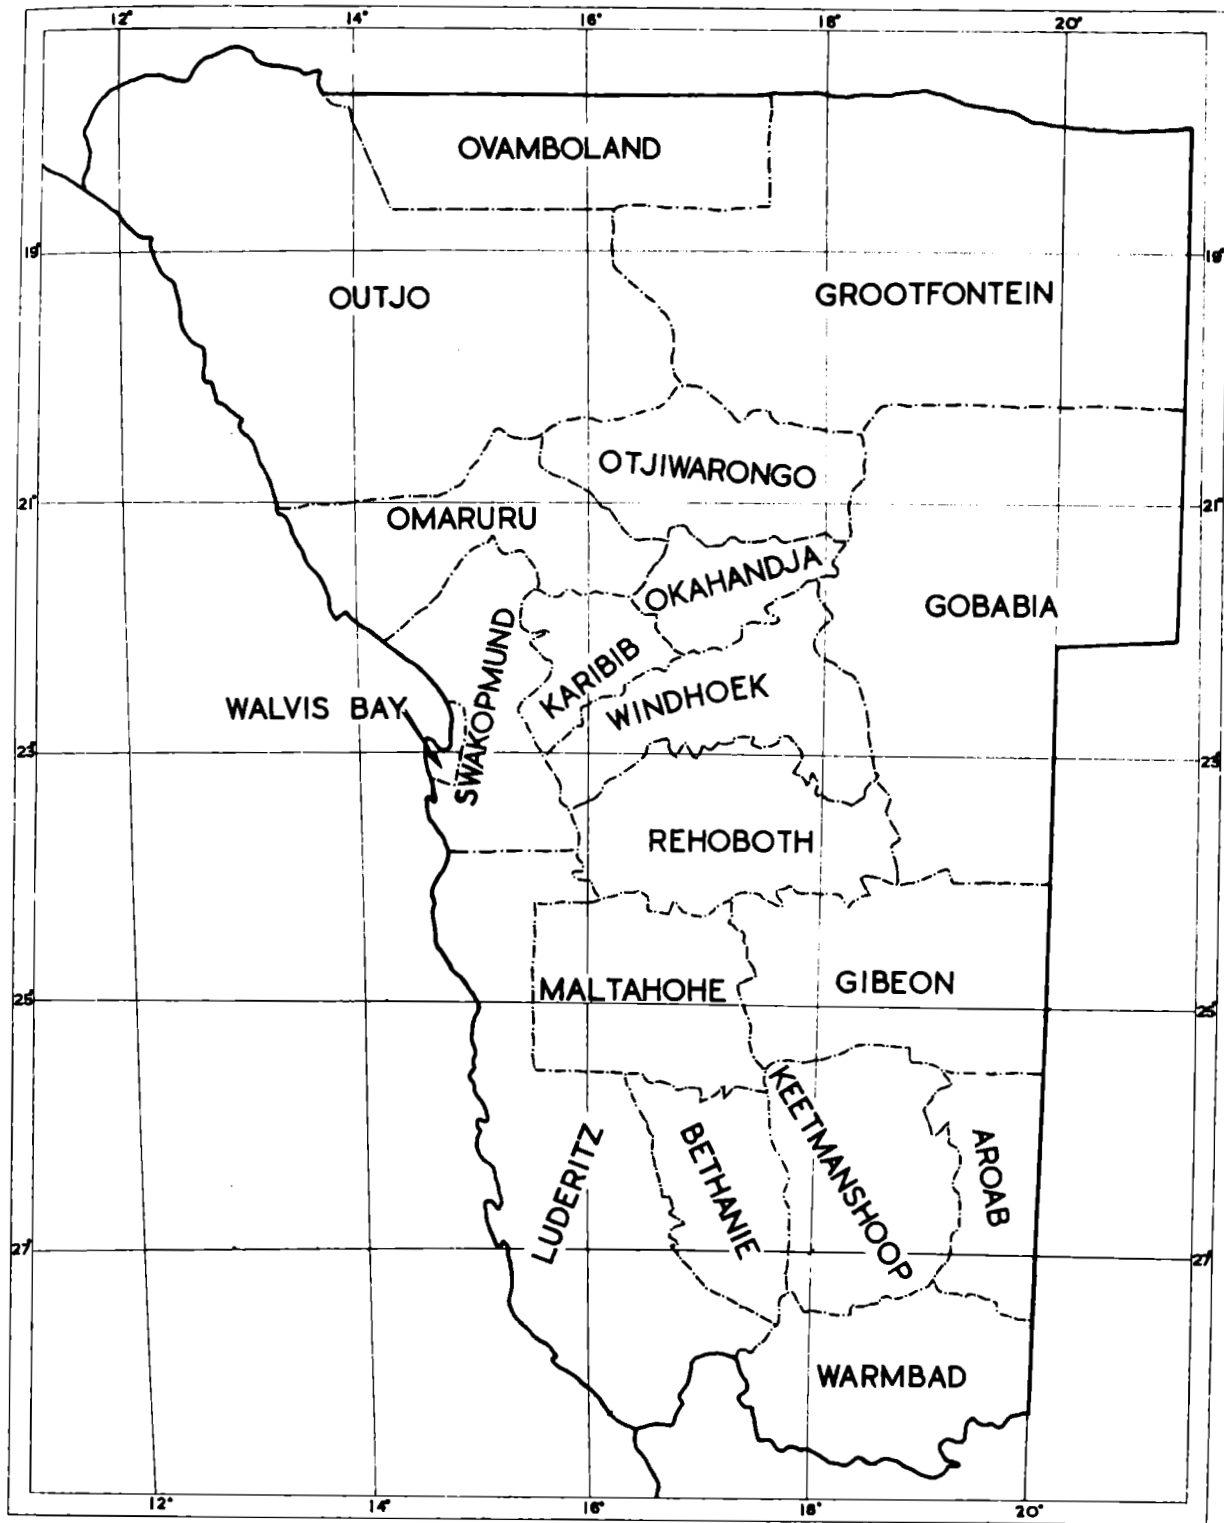 12° 14° 16° 18° 20°
OVAMBOLAND
19° 19°
OUTJO
GROOTFONTEIN
OTJIWARONGO
21° 21°
OMARURU
OKAHANDJA
GOBABIA
SWAKOPMUND
KARIBIB
WINDHOEK
WALVIS BAY
23° 23°
REHOBOTH
MALTAHOHE
GIBEON
25° 25°
KEETMANSHOOP
LUDERITZ
BETHANIE
AROAB
27° 27°
WARMBAD
12° 14° 16° 18° 20°